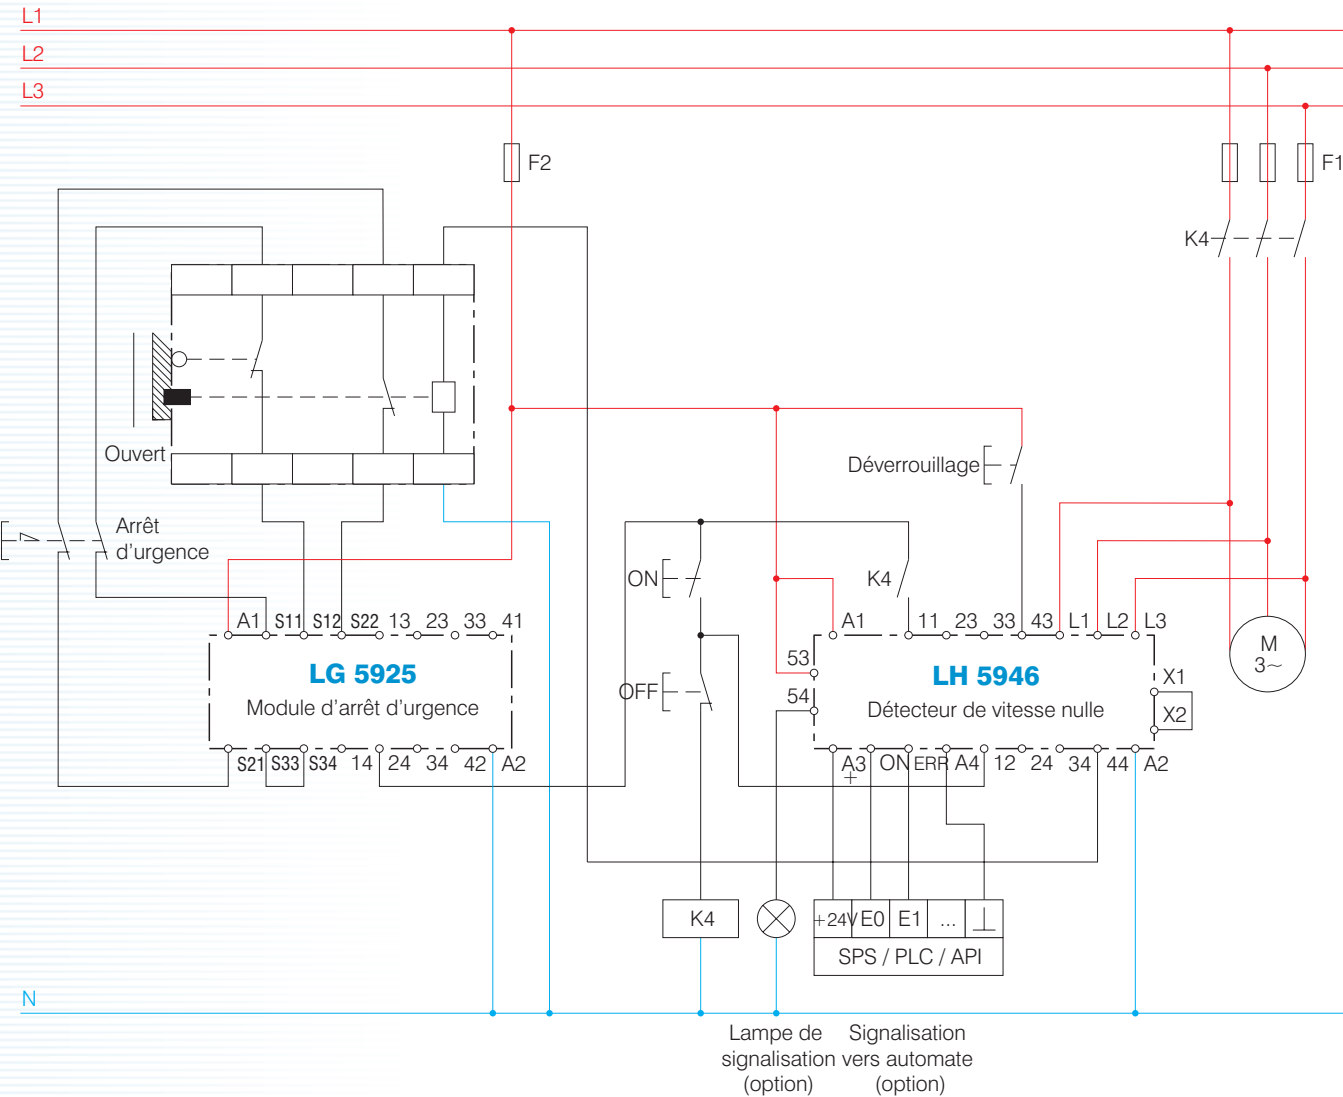 L1
L2
L3
F2
F1
K4
Ouvert
Déverrouillage
Arrêt
d'urgence
ON
K4
A1 S11 S12 S22 13 23 33 41
A1 11 23 33 43 L1 L2 L3
M
3~
53
LG 5925
LH 5946
X1
OFF
54
Module d'arrêt d'urgence
Détecteur de vitesse nulle
X2
S21 S33 S34 14 24 34 42 A2
A3 ON ERR A4 12 24 34 44 A2
+
K4
+24V E0 E1 ...
SPS / PLC / API
N
Lampe de
signalisation
(option)
Signalisation
vers automate
(option)